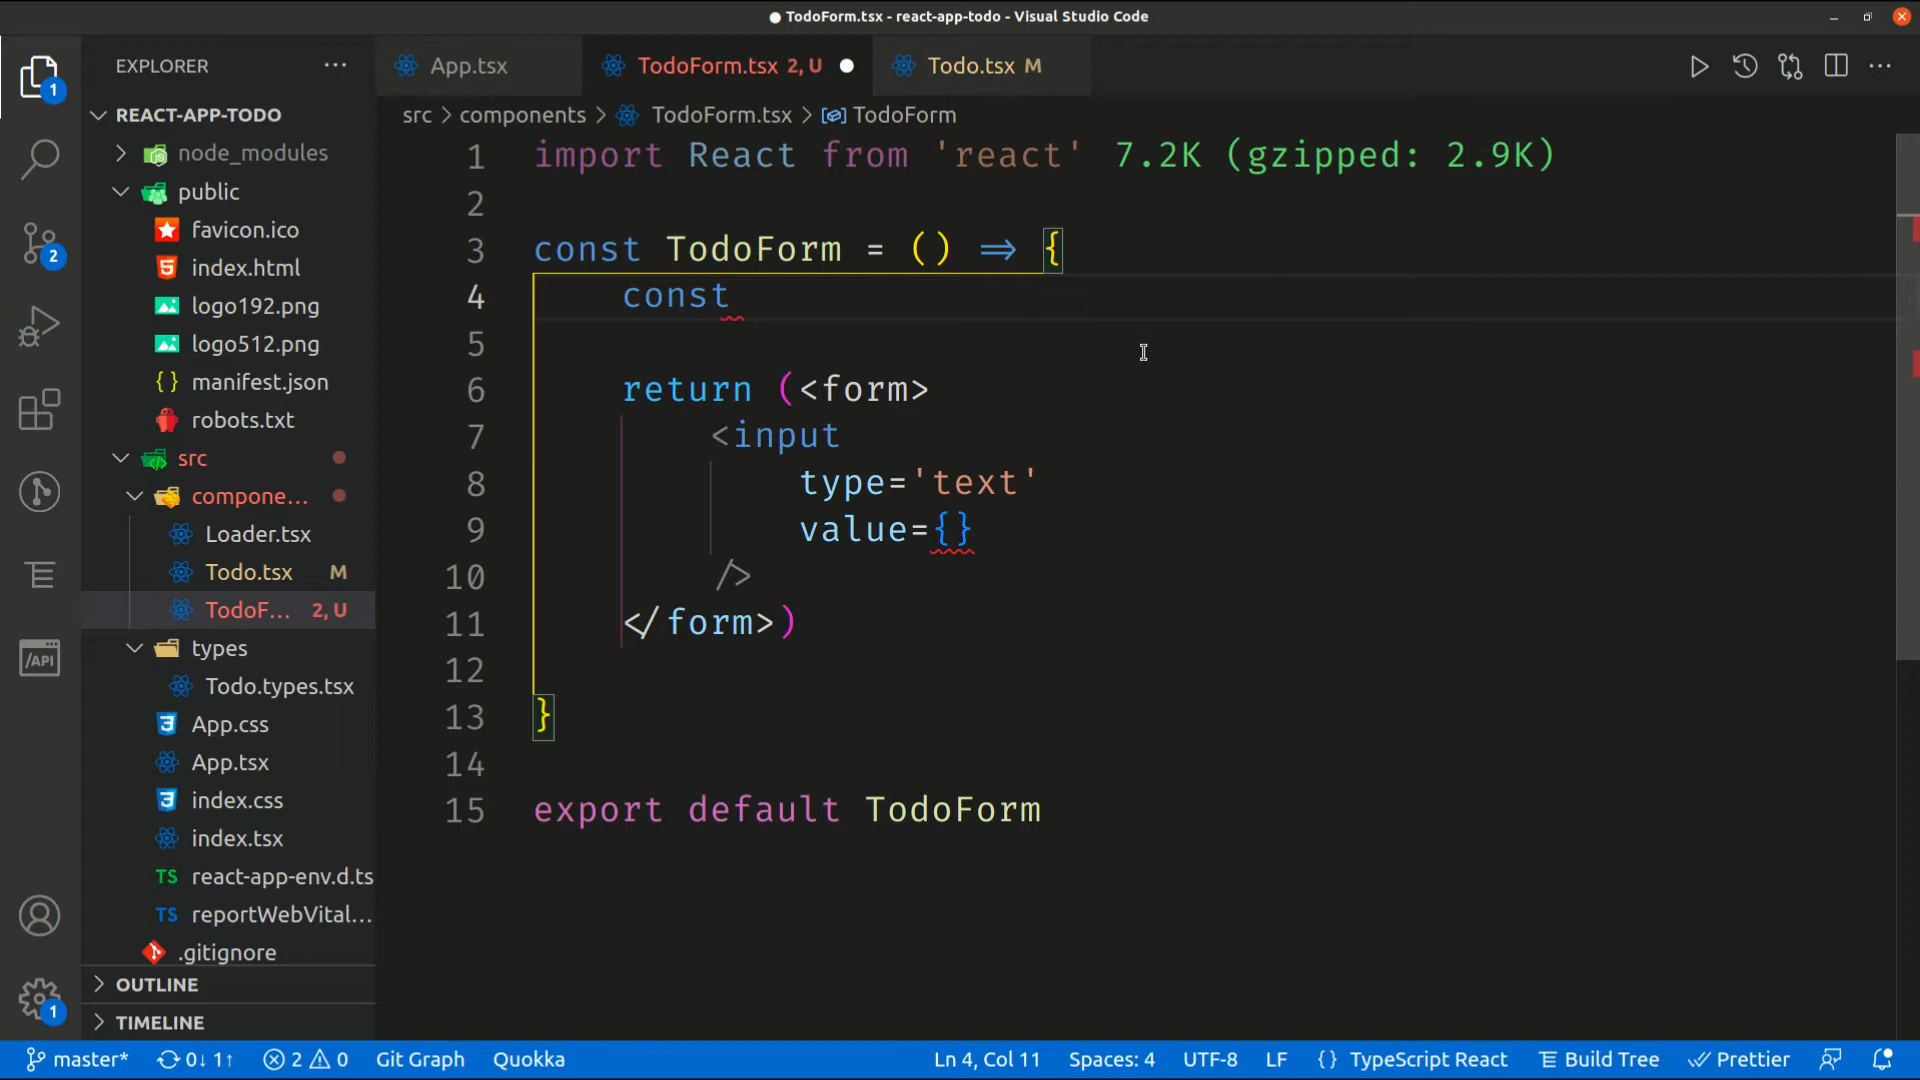 TodoForm.tsx - react-app-todo - Visual Studio Code
EXPLORER
App.tsx
TodoForm.tsx 2, U
Todo.tsx M
REACT-APP-TODO
node_modules
public
favicon.ico
index.html
logo192.png
logo512.png
manifest.json
robots.txt
src
compone...
Loader.tsx
Todo.tsx M
TodoF... 2, U
types
Todo.types.tsx
App.css
App.tsx
index.css
index.tsx
TS react-app-env.d.ts
TS reportWebVital...
.gitignore
OUTLINE
TIMELINE
1
2
/API
1
src > components > TodoForm.tsx > TodoForm
1 import React from 'react' 7.2K (gzipped: 2.9K)
2
3 const TodoForm = () => {
4 const
5
6 return (<form>
7 <input
8 type='text'
9 value={}
10 />
11 </form>)
12
13 }
14
15 export default TodoForm
master* 0↓ 1↑ 2 0 Git Graph Quokka Ln 4, Col 11 Spaces: 4 UTF-8 LF {} TypeScript React Build Tree Prettier